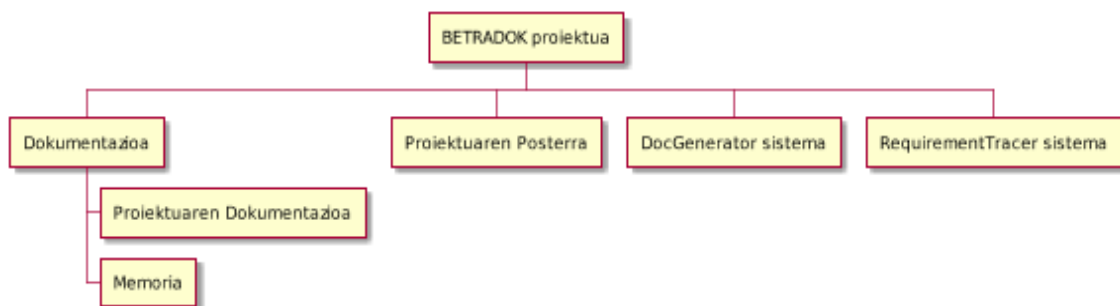 BETRADOK proiektua
Dokumentazioa
Proiektuaren Posterra
DocGenerator sistema
RequirementTracer sistema
Proiektuaren Dokumentazioa
Memoria